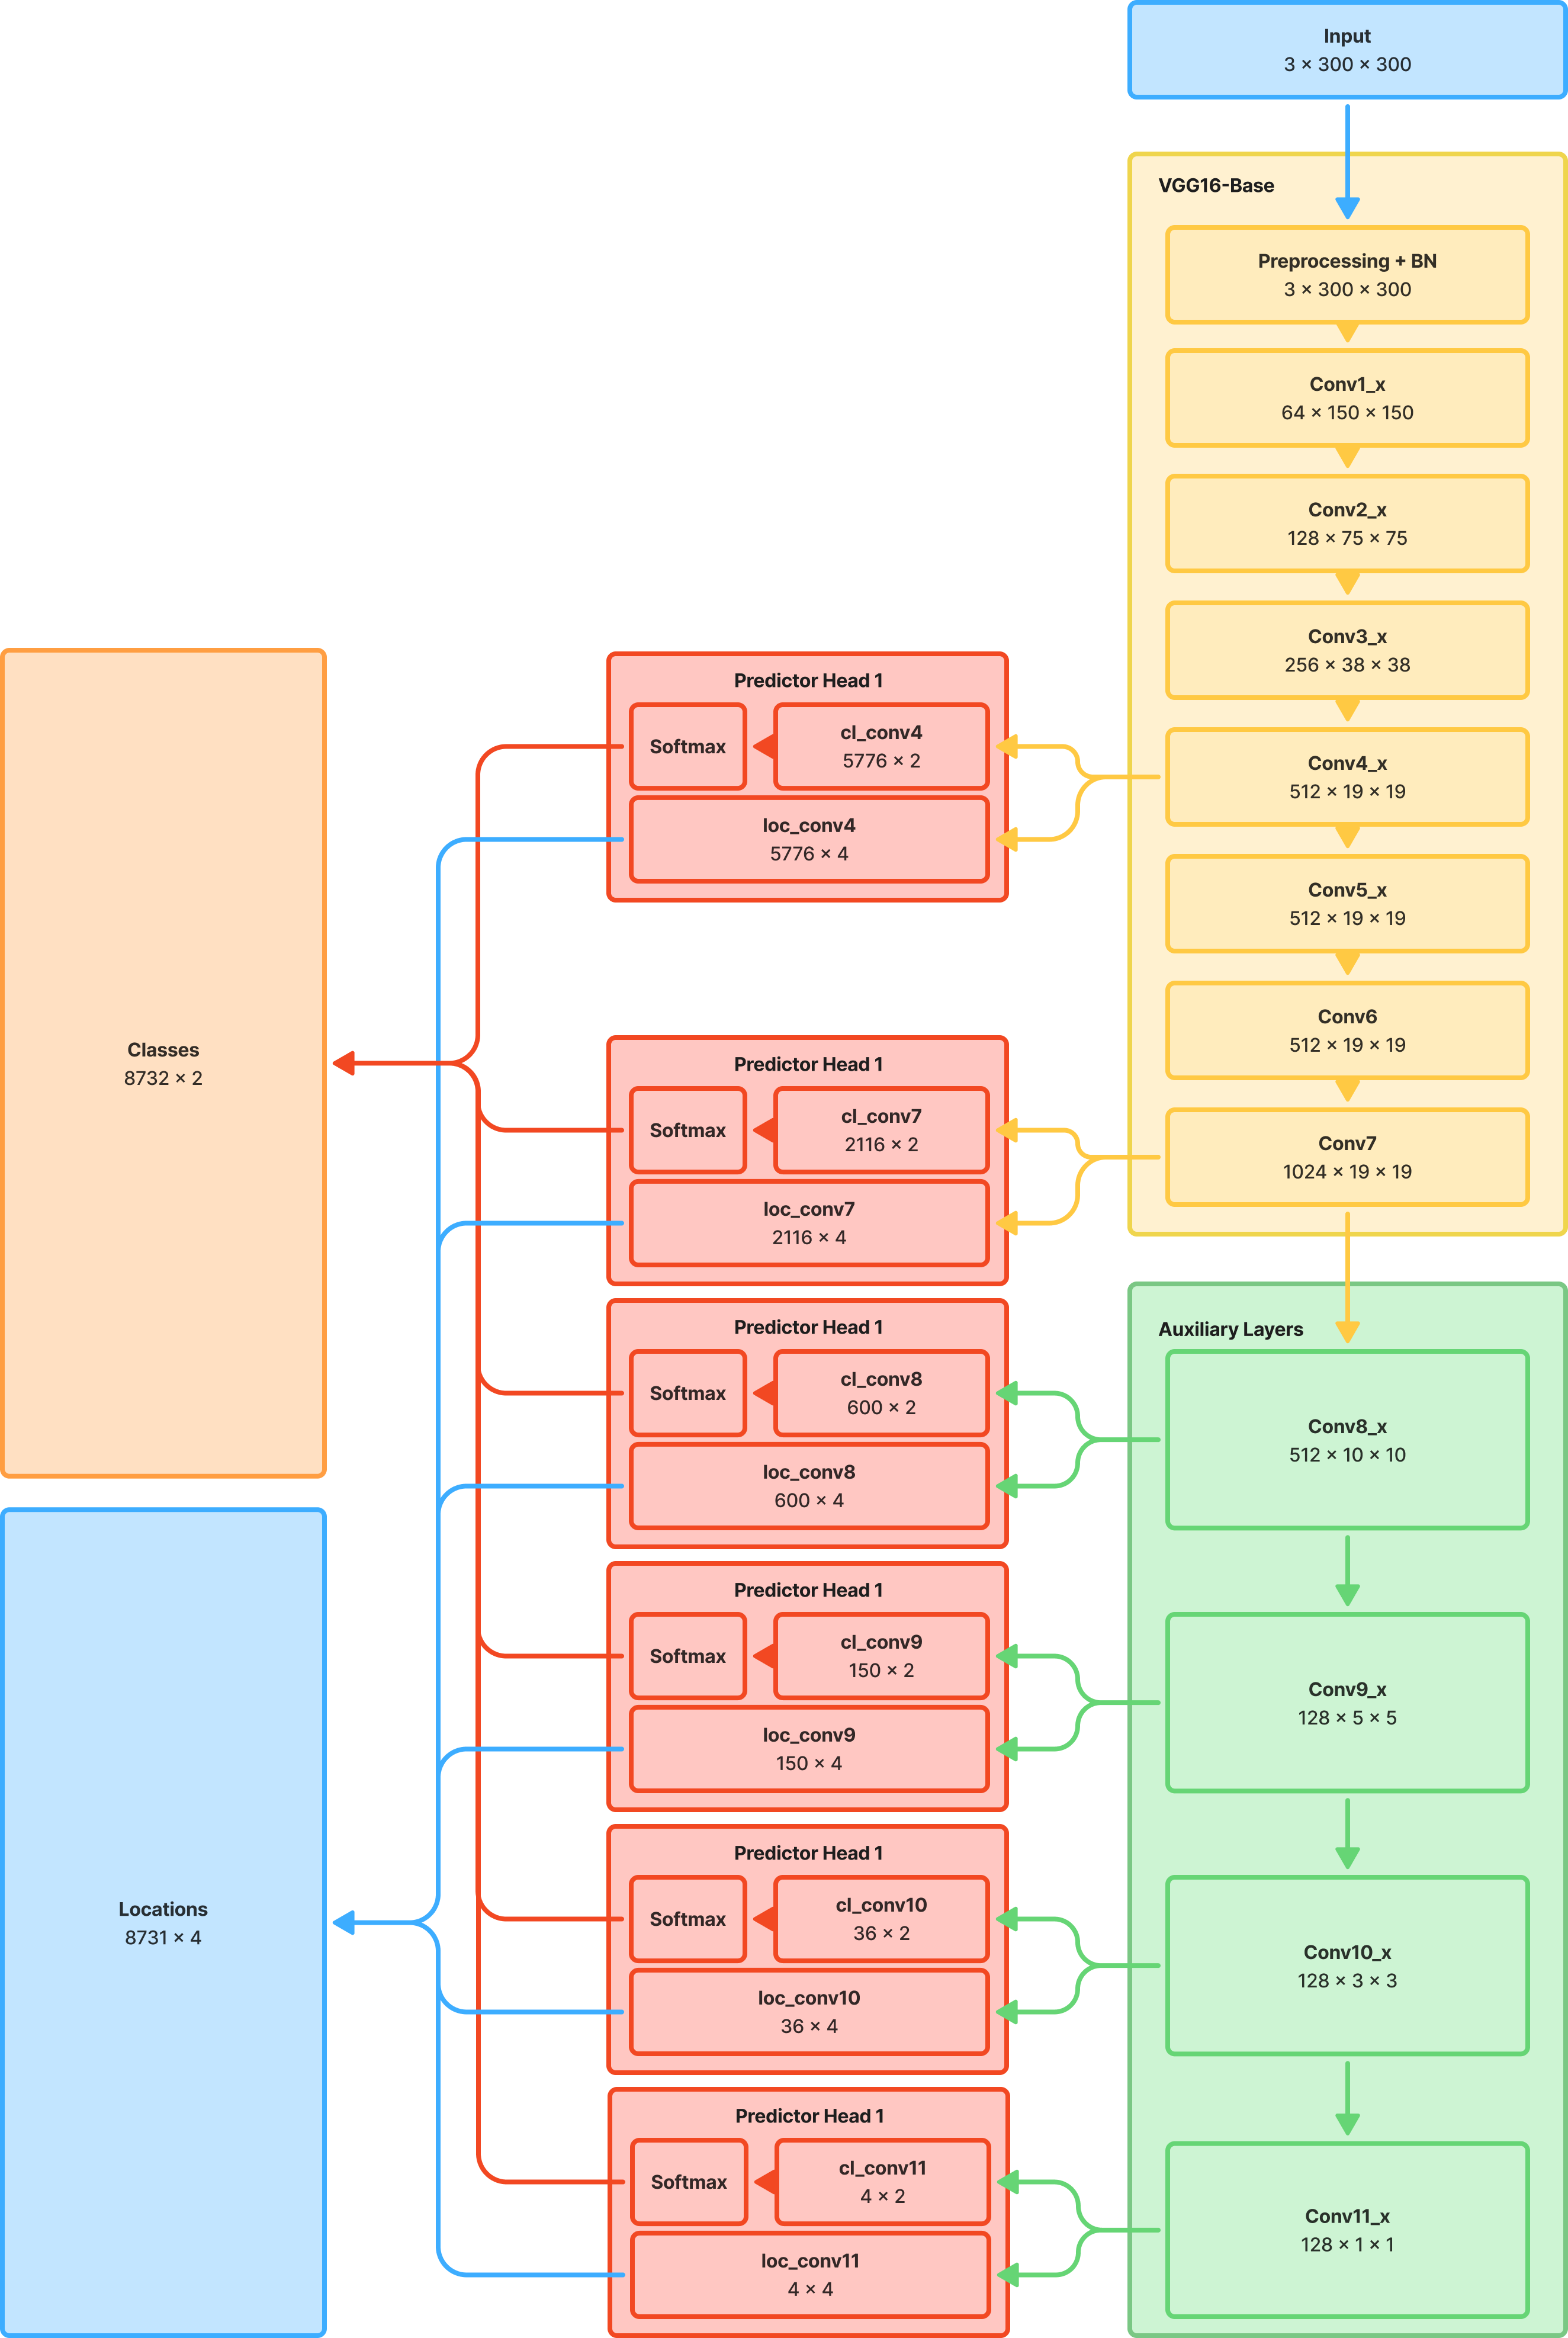 Input
3 × 300 × 300
VGG16-Base
Preprocessing + BN
3 × 300 × 300
Conv1_x
64 × 150 × 150
Conv2_x
128 × 75 × 75
Conv3_x
256 × 38 × 38
Conv4_x
512 × 19 × 19
Conv5_x
512 × 19 × 19
Conv6
512 × 19 × 19
Conv7
1024 × 19 × 19
Auxiliary Layers
Conv8_x
512 × 10 × 10
Conv9_x
128 × 5 × 5
Conv10_x
128 × 3 × 3
Conv11_x
128 × 1 × 1
Predictor Head 1
Softmax
cl_conv4
5776 × 2
loc_conv4
5776 × 4
Predictor Head 1
Softmax
cl_conv7
2116 × 2
loc_conv7
2116 × 4
Predictor Head 1
Softmax
cl_conv8
600 × 2
loc_conv8
600 × 4
Predictor Head 1
Softmax
cl_conv9
150 × 2
loc_conv9
150 × 4
Predictor Head 1
Softmax
cl_conv10
36 × 2
loc_conv10
36 × 4
Predictor Head 1
Softmax
cl_conv11
4 × 2
loc_conv11
4 × 4
Classes
8732 × 2
Locations
8731 × 4